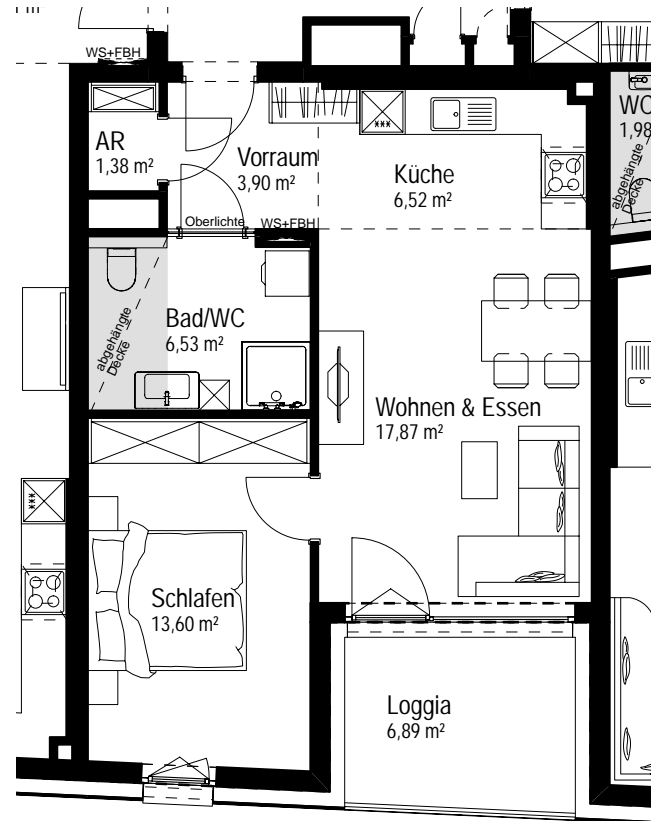 WS+FBH
AR
1,38 m²
Vorraum
3,90 m²
Küche
6,52 m²
WC
1,98
abgehängte
Decke
Oberlichte
WS+FBH
Bad/WC
6,53 m²
abgehängte
Decke
Wohnen & Essen
17,87 m²
Schlafen
13,60 m²
Loggia
6,89 m²